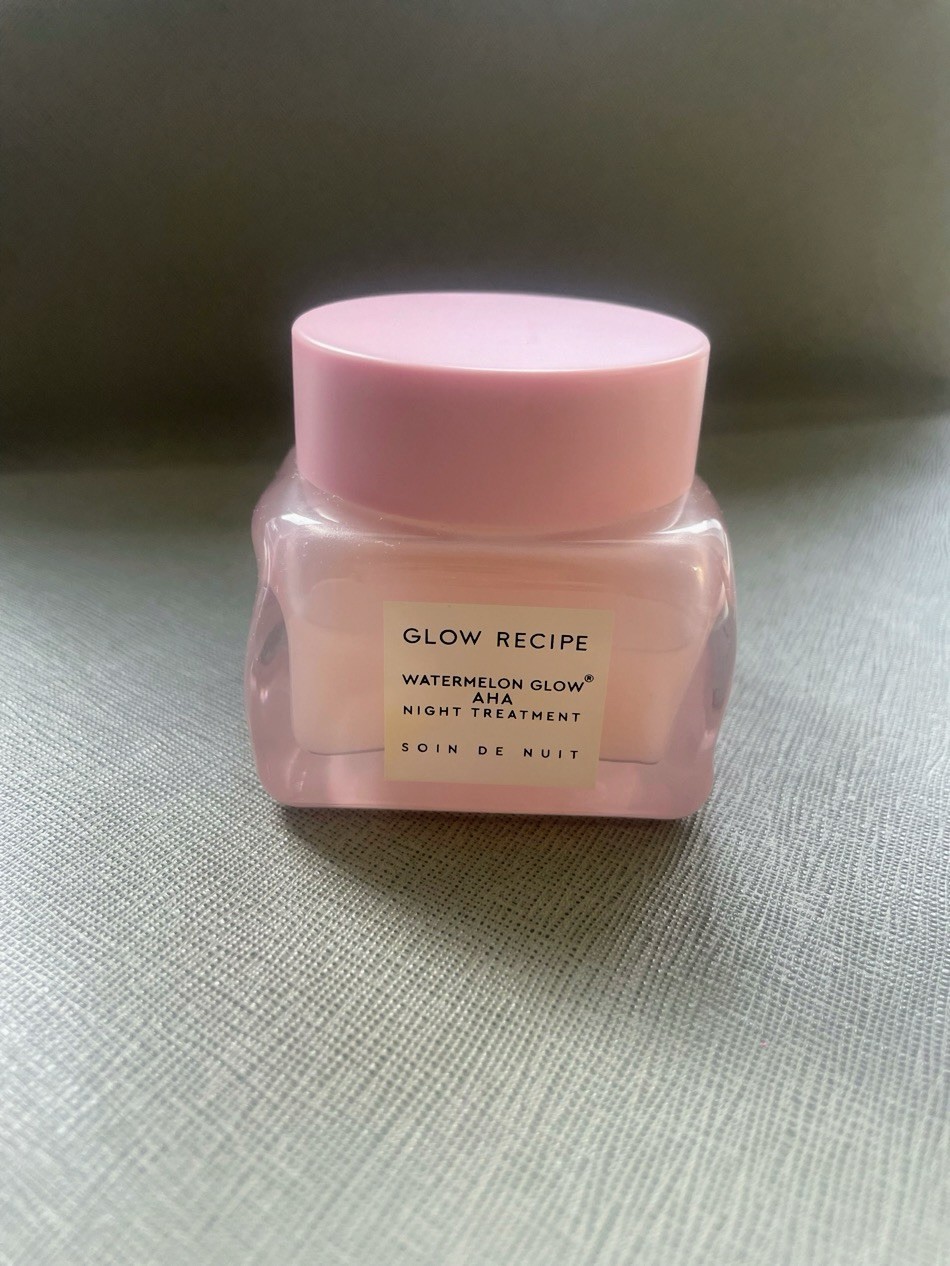 GLOW RECIPE
WATERMELON GLOW®
AHA
NIGHT TREATMENT
SOIN DE NUIT